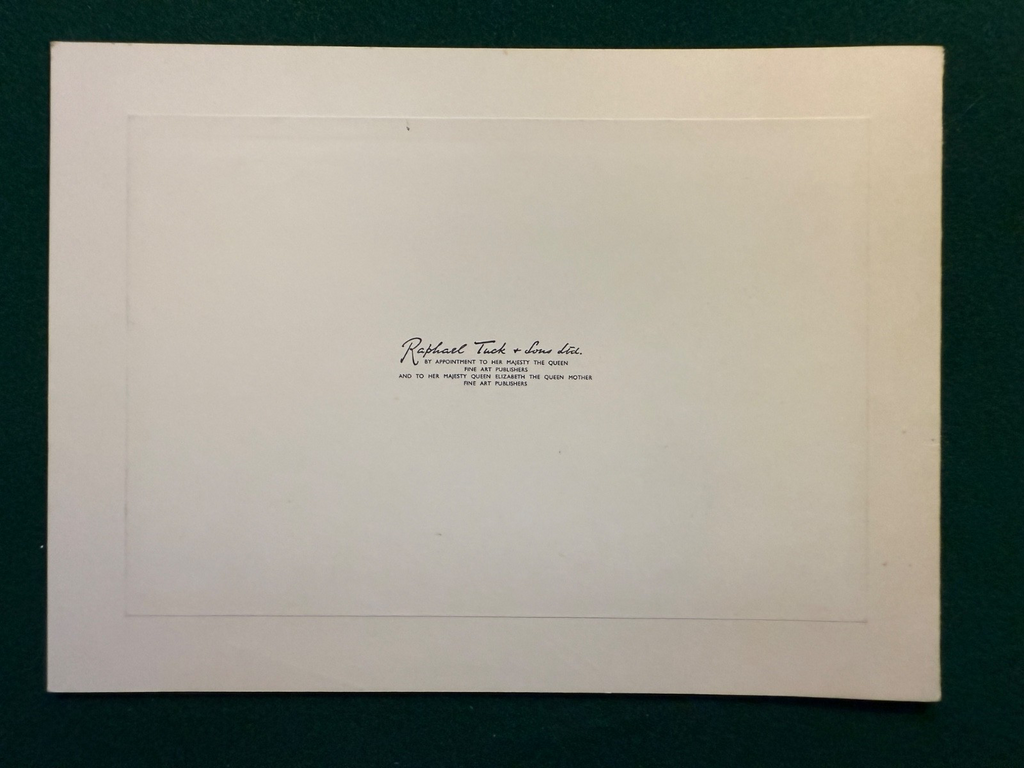 Raphael Tuck + Sons Ltd.
BY APPOINTMENT TO HER MAJESTY THE QUEEN
FINE ART PUBLISHERS
AND TO HER MAJESTY QUEEN ELIZABETH THE QUEEN MOTHER
FINE ART PUBLISHERS